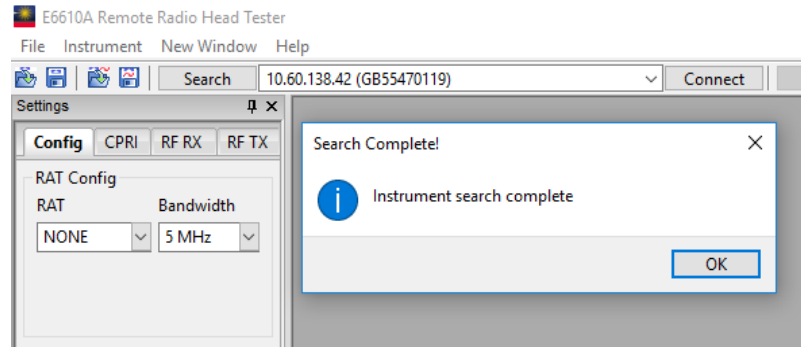 E6610A Remote Radio Head Tester
File Instrument New Window Help
Search 10.60.138.42 (GB55470119) Connect
Settings
Config CPRI RF RX RF TX
RAT Config
RAT Bandwidth
NONE 5 MHz
Search Complete!
Instrument search complete
OK